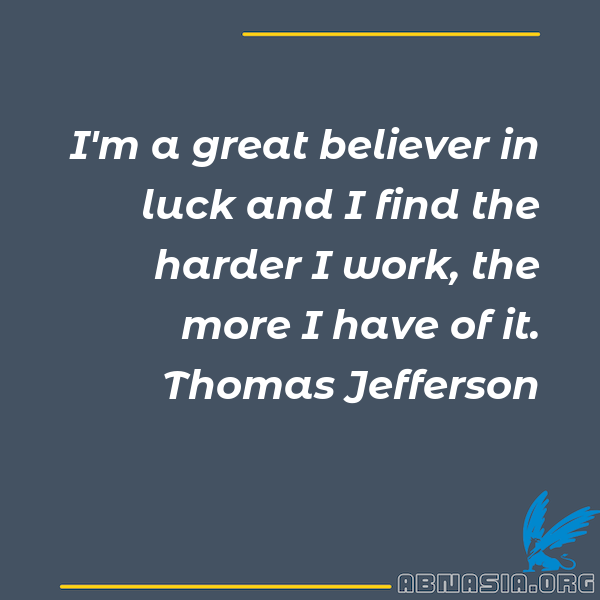 I'm a great believer in
luck and I find the
harder I work, the
more I have of it.
Thomas Jefferson
ABNASIA.ORG